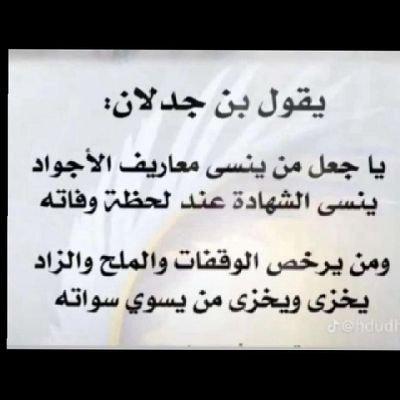 يقول بن جدلان:
يا جعل من ينسى معاريف الأجواد
ينسى الشهادة عند لحظة وفاته
ومن يرخص الوقفات والملح والزاد
يخزى ويخزى من يسوي سواته